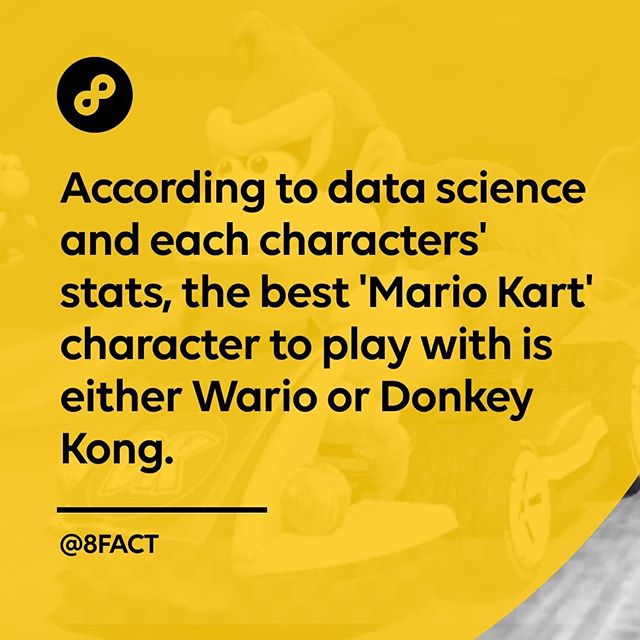 According to data science
and each characters'
stats, the best 'Mario Kart'
character to play with is
either Wario or Donkey
Kong.
@8FACT